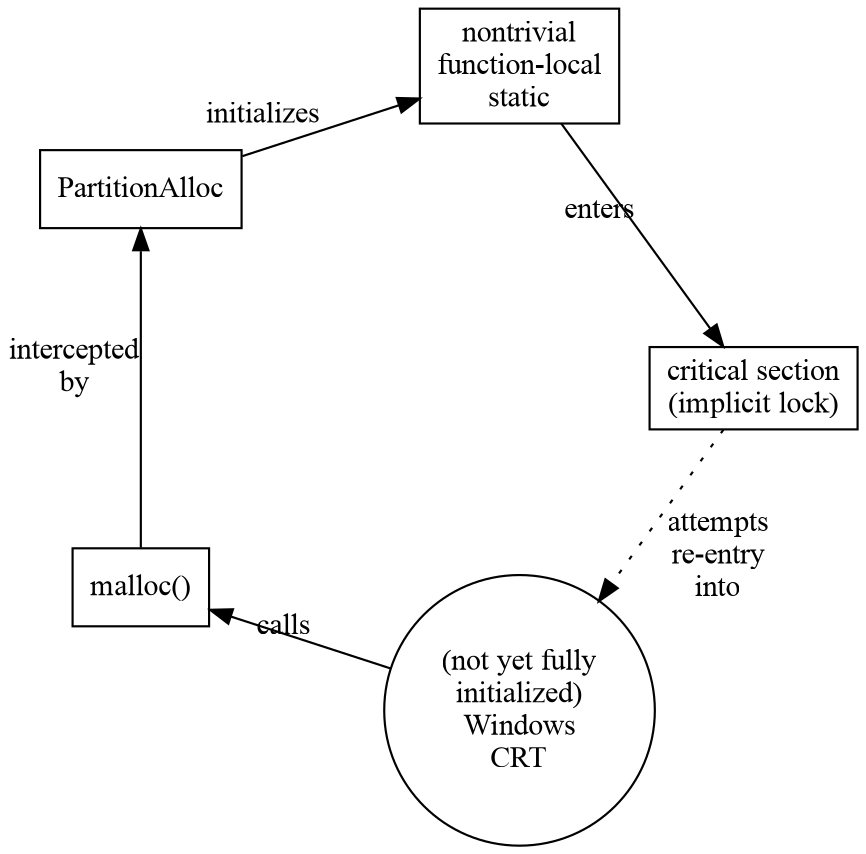 nontrivial
function-local
static
initializes
PartitionAlloc
enters
intercepted
by
critical section
(implicit lock)
attempts
re-entry
into
malloc()
calls
(not yet fully
initialized)
Windows
CRT